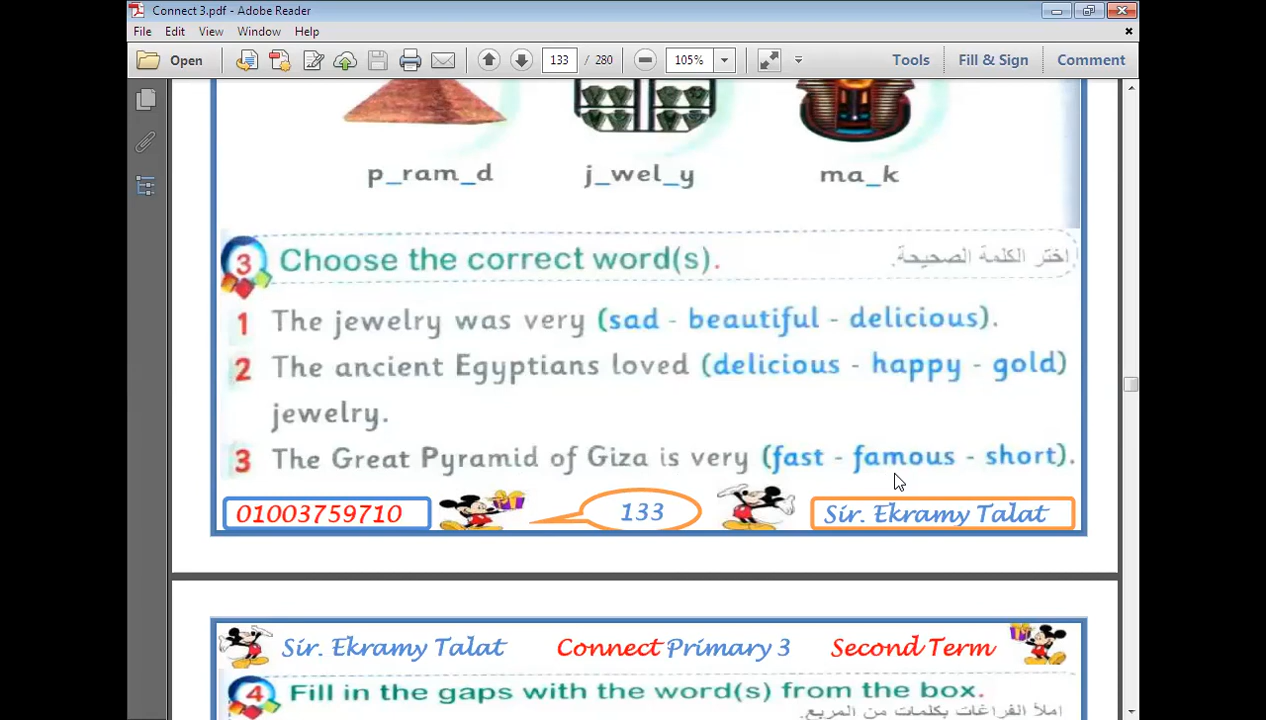 Connect 3.pdf - Adobe Reader
File Edit View Window Help
Open 133 / 280 105% Tools Fill & Sign Comment
p_ram_d j_wel_y ma_k
3 Choose the correct word(s). اختر الكلمة الصحيحة.
1 The jewelry was very (sad - beautiful - delicious).
2 The ancient Egyptians loved (delicious - happy - gold)
jewelry.
3 The Great Pyramid of Giza is very (fast - famous - short).
01003759710 133 Sir. Ekramy Talat
Sir. Ekramy Talat Connect Primary 3 Second Term
4 Fill in the gaps with the word(s) from the box.
املأ الفراغات بكلمات من المربع.